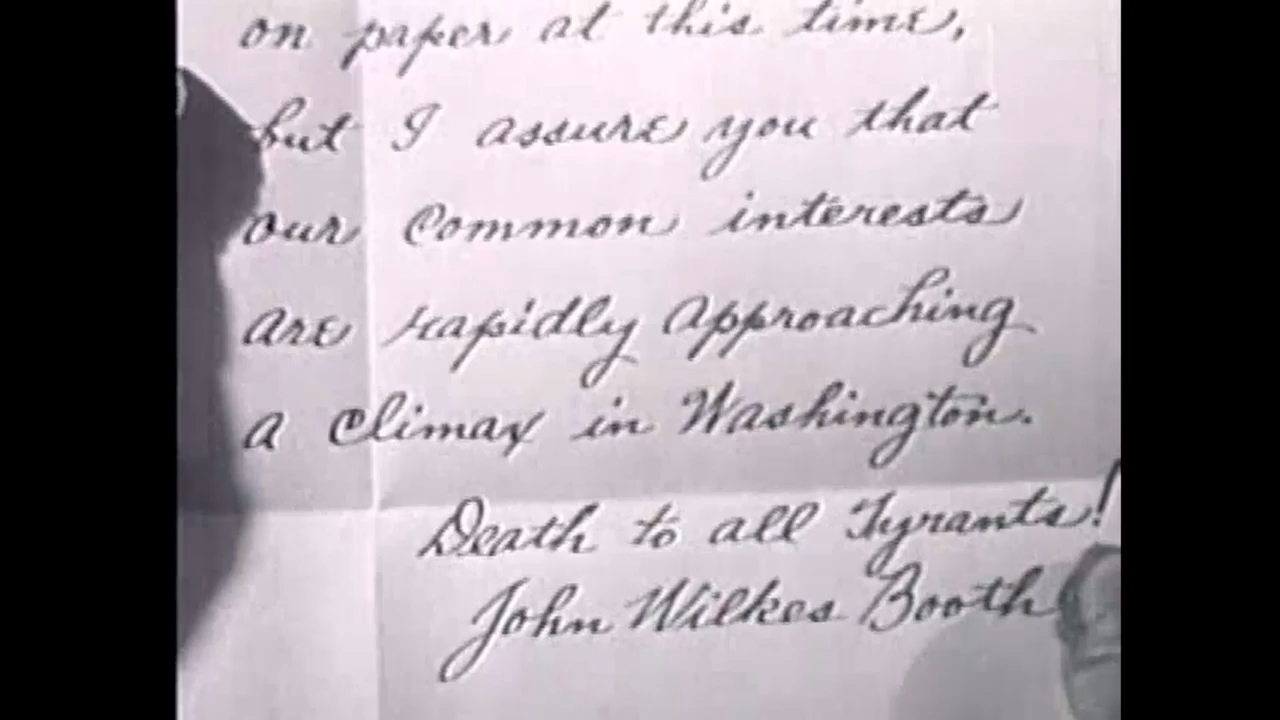 on paper at this time,
but I assure you that
our Common interests
are rapidly approaching
a Climax in Washington.
Death to all Tyrants!
John Wilkes Booth